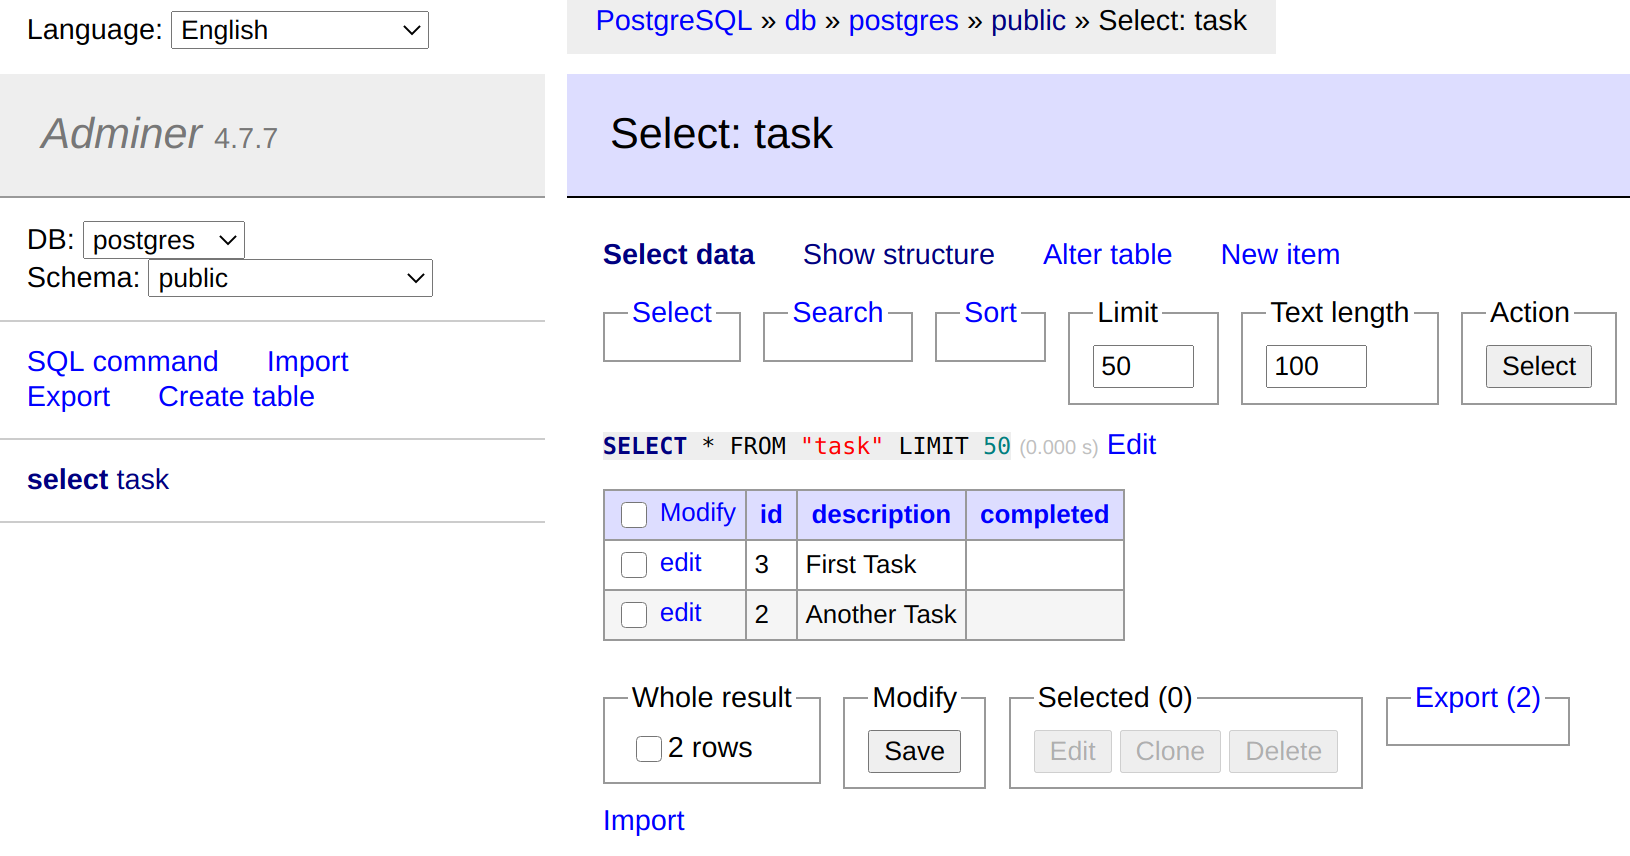 Language: English
PostgreSQL » db » postgres » public » Select: task
Adminer 4.7.7
Select: task
DB: postgres
Schema: public
SQL command Import
Export Create table
select task
Select data Show structure Alter table New item
Select Search Sort Limit Text length Action
50 100 Select
SELECT * FROM "task" LIMIT 50 (0.000 s) Edit
Modify id description completed
edit 3 First Task
edit 2 Another Task
Whole result Modify Selected (0) Export (2)
2 rows Save Edit Clone Delete
Import